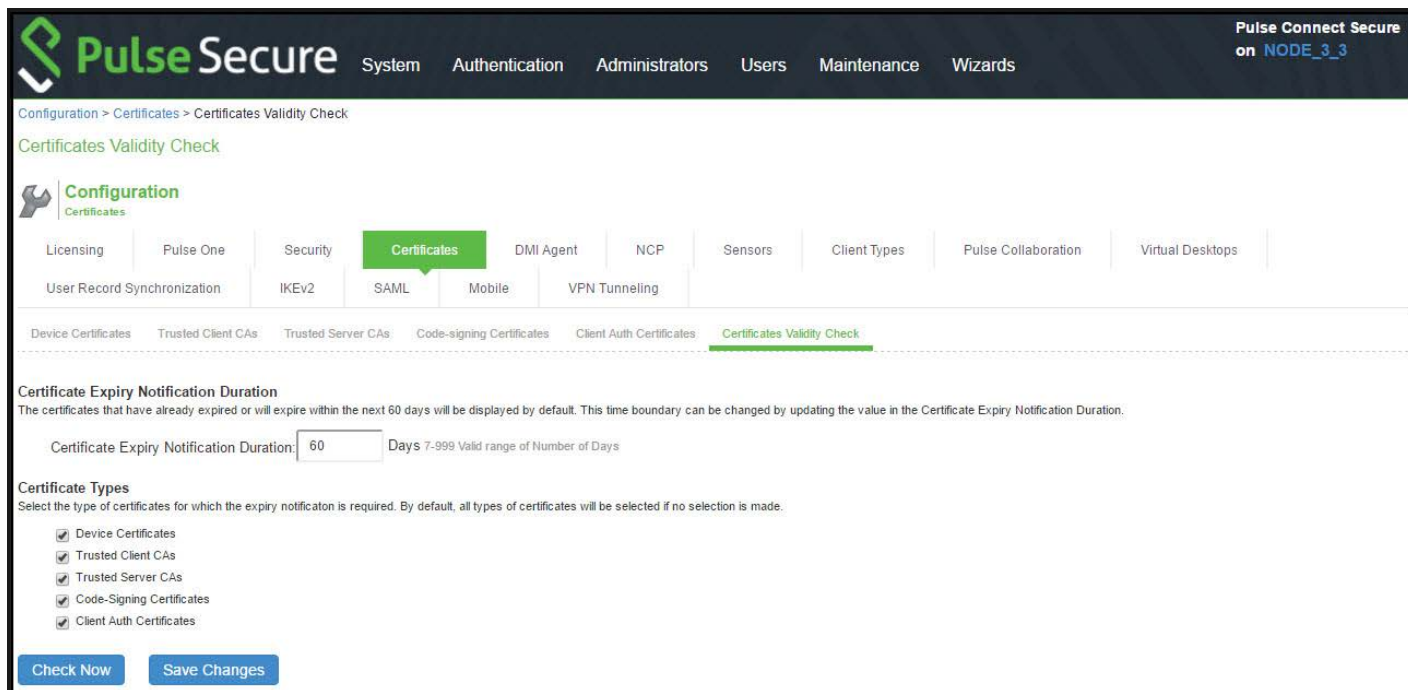 Pulse Secure
System Authentication Administrators Users Maintenance Wizards
Pulse Connect Secure
on NODE_3_3
Configuration > Certificates > Certificates Validity Check
Certificates Validity Check
Configuration
Certificates
Licensing Pulse One Security Certificates DMI Agent NCP Sensors Client Types Pulse Collaboration Virtual Desktops
User Record Synchronization IKEv2 SAML Mobile VPN Tunneling
Device Certificates Trusted Client CAs Trusted Server CAs Code-signing Certificates Client Auth Certificates Certificates Validity Check
Certificate Expiry Notification Duration
The certificates that have already expired or will expire within the next 60 days will be displayed by default. This time boundary can be changed by updating the value in the Certificate Expiry Notification Duration.
Certificate Expiry Notification Duration: 60 Days 7-999 Valid range of Number of Days
Certificate Types
Select the type of certificates for which the expiry notificaton is required. By default, all types of certificates will be selected if no selection is made.
Device Certificates
Trusted Client CAs
Trusted Server CAs
Code-Signing Certificates
Client Auth Certificates
Check Now Save Changes